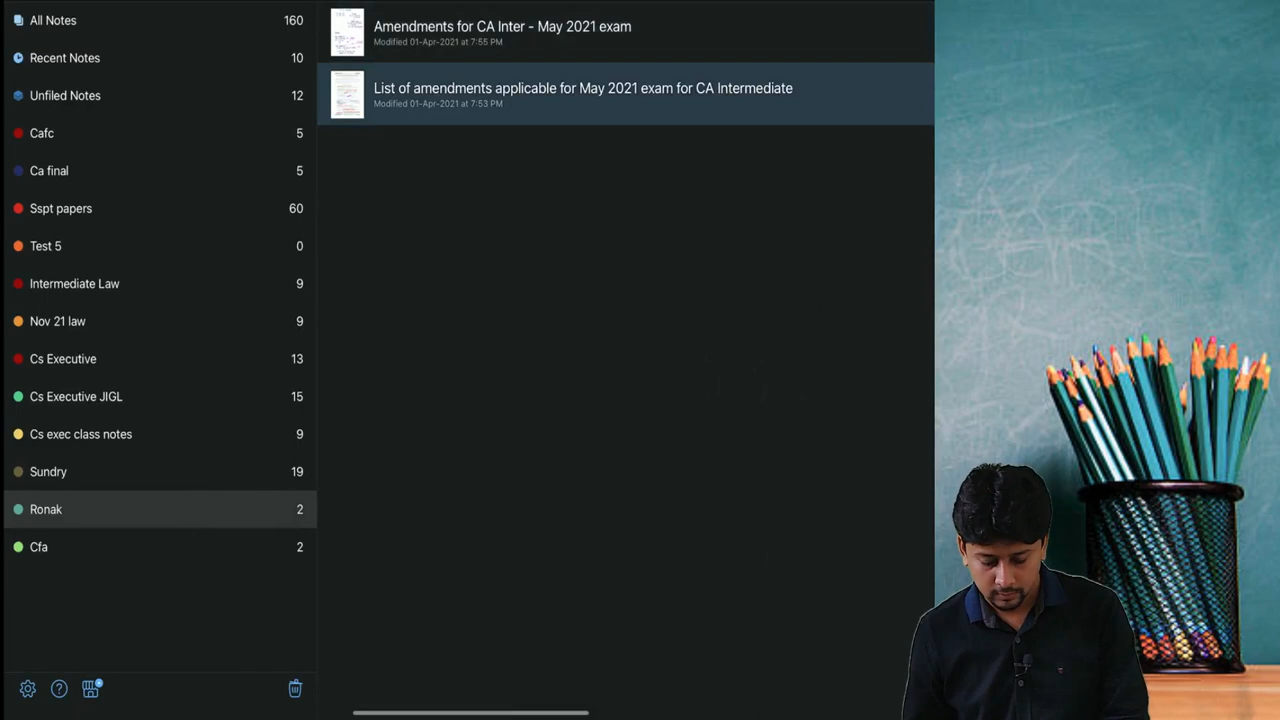 All Notes 160
Recent Notes 10
Unfiled Notes 12
Cafc 5
Ca final 5
Sspt papers 60
Test 5 0
Intermediate Law 9
Nov 21 law 9
Cs Executive 13
Cs Executive JIGL 15
Cs exec class notes 9
Sundry 19
Ronak 2
Cfa 2
Amendments for CA Inter - May 2021 exam
Modified 01-Apr-2021 at 7:55 PM
List of amendments applicable for May 2021 exam for CA Intermediate
Modified 01-Apr-2021 at 7:53 PM